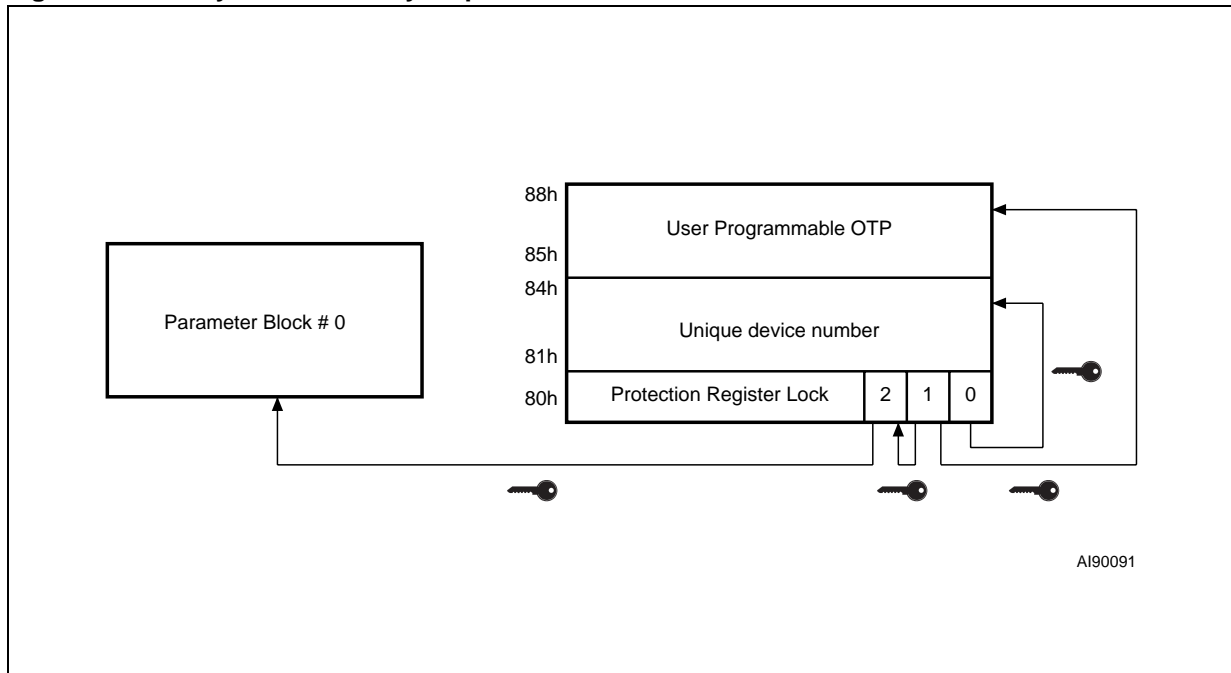 88h
User Programmable OTP
85h
84h
Parameter Block # 0
Unique device number
81h
80h
Protection Register Lock
2
1
0
AI90091